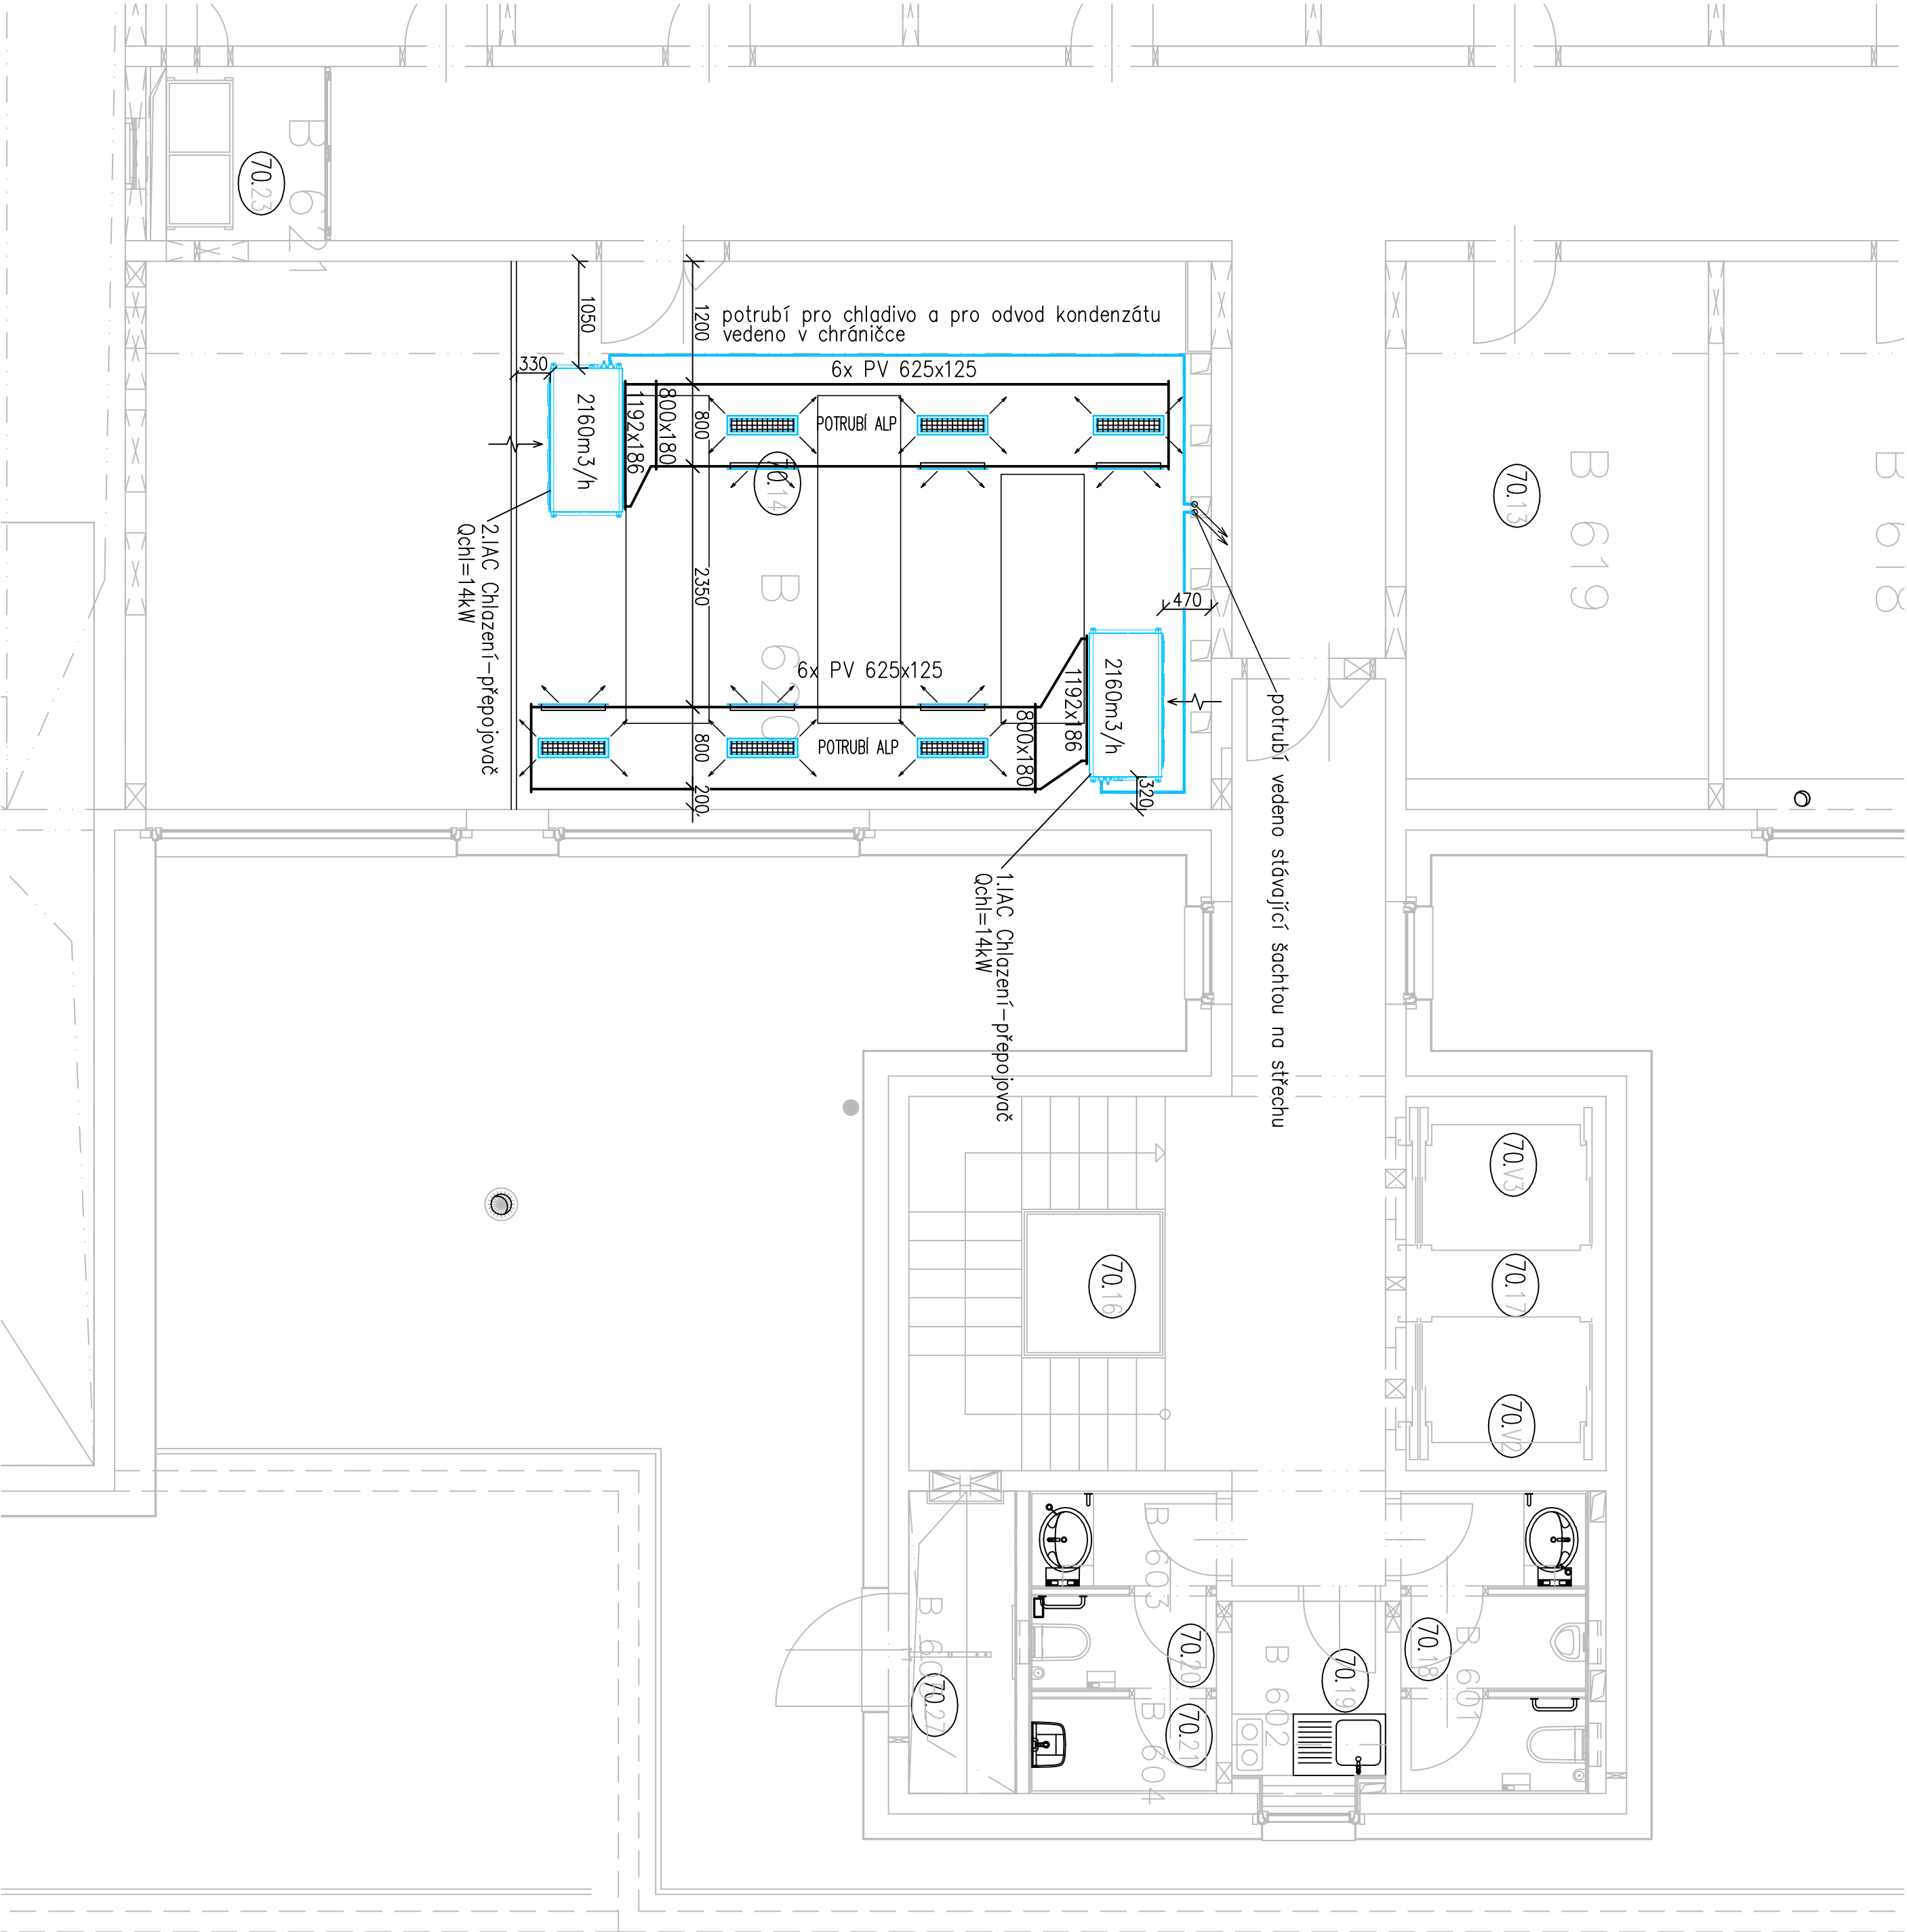 B 621
70.23
1050
1200
potrubí pro chladivo a pro odvod kondenzátu
vedeno v chráničce
330
6x PV 625x125
2160m3/h
1192x186
800x180
800
POTRUBÍ ALP
70.14
B 620
2350
470
2.IAC Chlazení-přepojovač
Qchl=14kW
6x PV 625x125
2160m3/h
1192x186
800x180
POTRUBÍ ALP
800
200
320
B 619
70.13
B 618
potrubí vedeno stávající šachtou na střechu
1.IAC Chlazení-přepojovač
Qchl=14kW
70.V3
70.16
70.17
70.V2
B 603
B 601
70.20
70.18
70.19
B 602
70.27
70.21
B 604